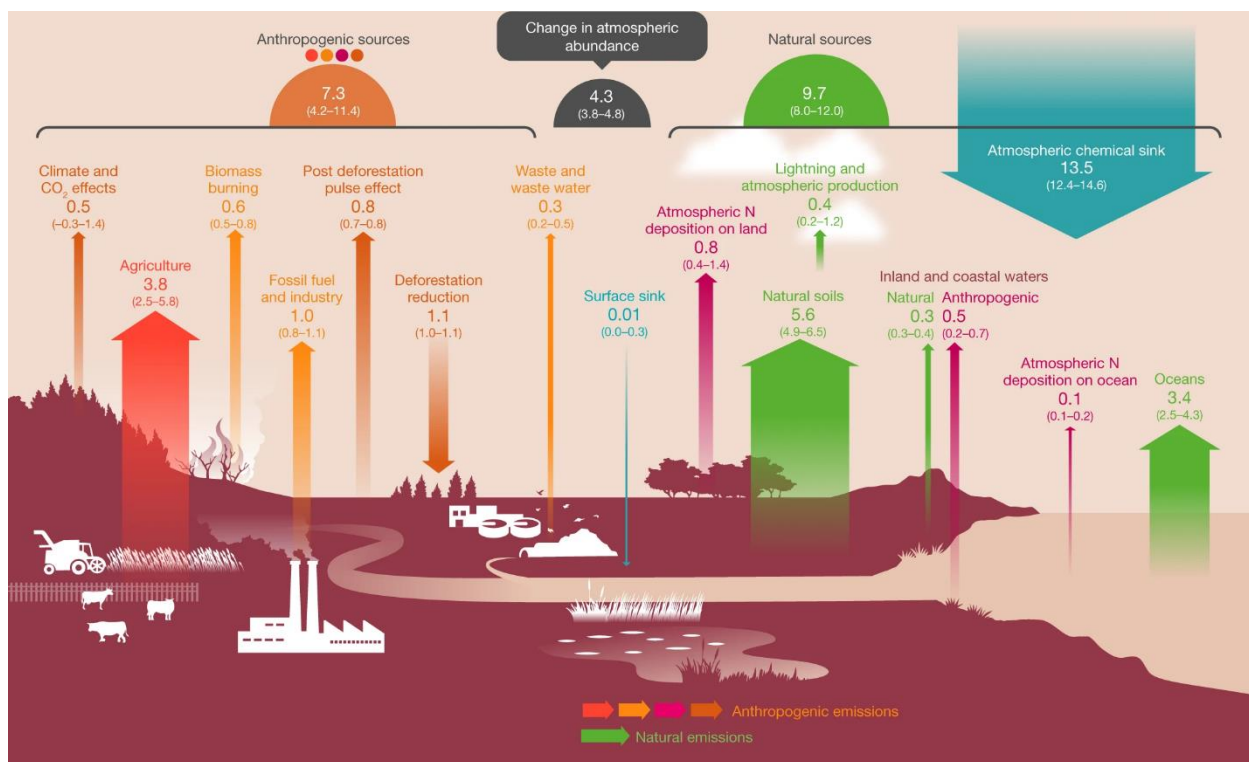 Anthropogenic sources
7.3
(4.2–11.4)
Change in atmospheric
abundance
4.3
(3.8–4.8)
Natural sources
9.7
(8.0–12.0)
Atmospheric chemical sink
13.5
(12.4–14.6)
Climate and
CO₂ effects
0.5
(−0.3–1.4)
Agriculture
3.8
(2.5–5.8)
Biomass
burning
0.6
(0.5–0.8)
Fossil fuel
and industry
1.0
(0.8–1.1)
Post deforestation
pulse effect
0.8
(0.7–0.8)
Deforestation
reduction
1.1
(1.0–1.1)
Waste and
waste water
0.3
(0.2–0.5)
Surface sink
0.01
(0.0–0.3)
Atmospheric N
deposition on land
0.8
(0.4–1.4)
Lightning and
atmospheric production
0.4
(0.2–1.2)
Natural soils
5.6
(4.9–6.5)
Inland and coastal waters
Natural
0.3
(0.3–0.4)
Anthropogenic
0.5
(0.2–0.7)
Atmospheric N
deposition on ocean
0.1
(0.1–0.2)
Oceans
3.4
(2.5–4.3)
Anthropogenic emissions
Natural emissions